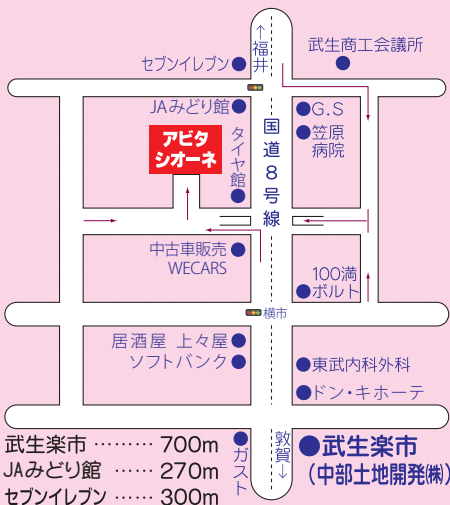 ↑
福井
武生商工会議所
セブンイレブン
JAみどり館
G.S
アピタ
シオーネ
タイヤ館
国道8号線
笠原
病院
中古車販売
WECARS
100満
ボルト
横市
居酒屋 上々屋
ソフトバンク
東武内科外科
ドン・キホーテ
武生楽市 ……… 700m
JAみどり館 …… 270m
セブンイレブン …… 300m
ガスト
敦賀
↓
武生楽市
(中部土地開発㈱)